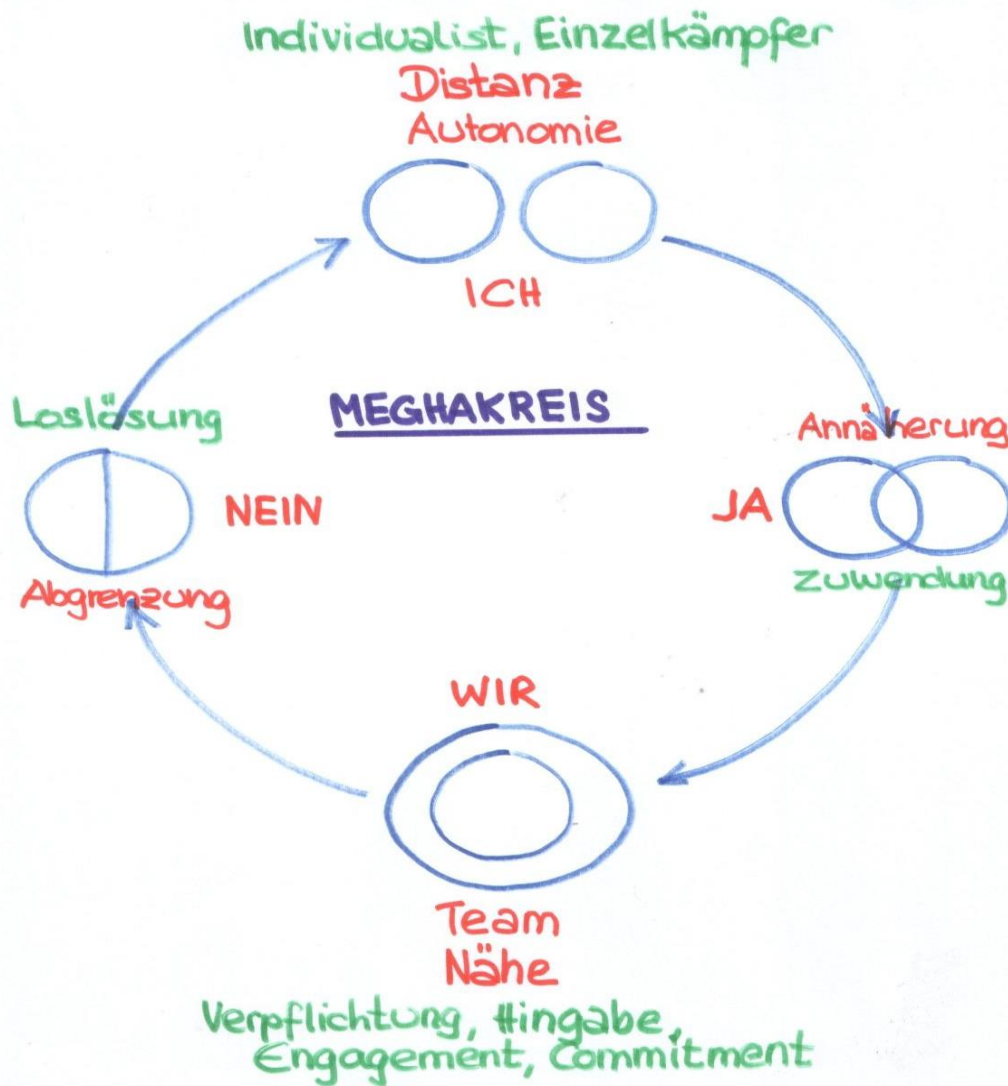 Individualist, Einzelkämpfer
Distanz
Autonomie
ICH
MEGHAKREIS
Loslösung
NEIN
Abgrenzung
Annäherung
JA
Zuwendung
WIR
Team
Nähe
Verpflichtung, Hingabe,
Engagement, Commitment